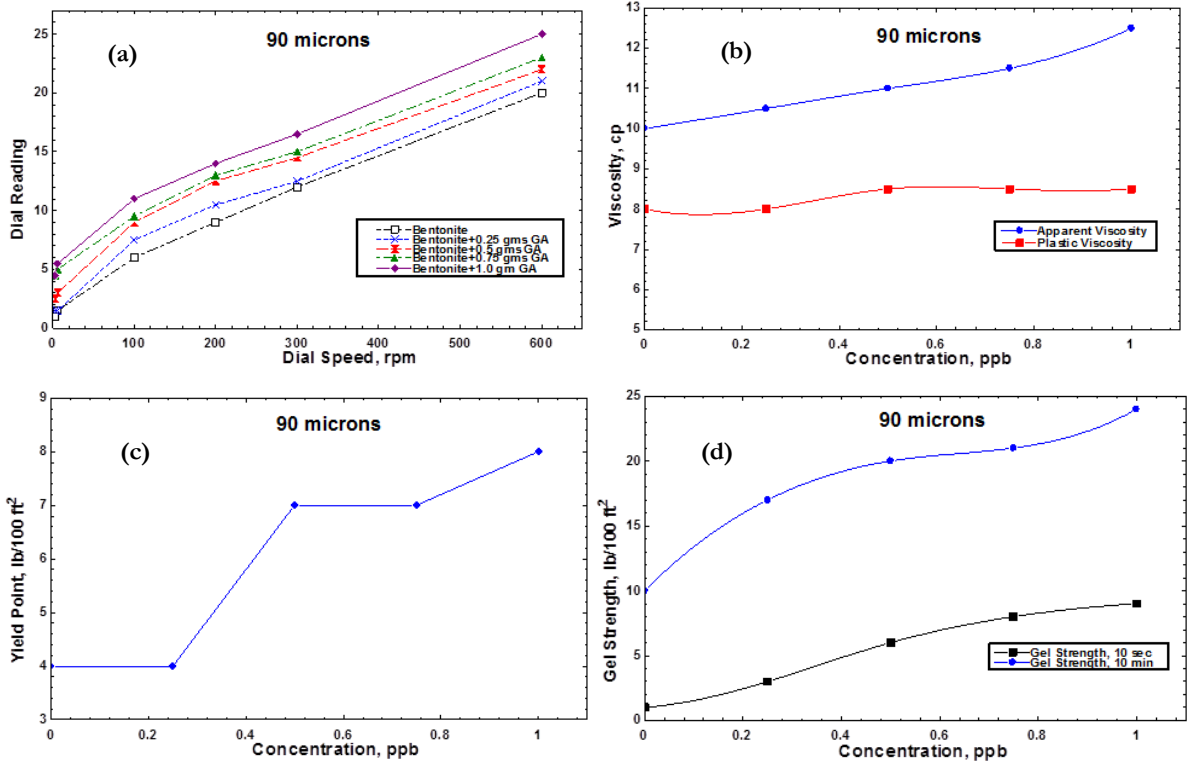 (a)
90 microns
Dial Reading
25
20
15
10
5
0
Bentonite
Bentonite+0.25 gms GA
Bentonite+0.5 gms GA
Bentonite+0.75 gms GA
Bentonite+1.0 gm GA
100 200 300 400 500 600
Dial Speed, rpm
(b)
90 microns
Viscosity, cp
13
12
11
10
9
8
7
6
5
Apparent Viscosity
Plastic Viscosity
0 0.2 0.4 0.6 0.8 1
Concentration, ppb
(c)
90 microns
Yield Point, lb/100 ft²
9
8
7
6
5
4
3
0 0.2 0.4 0.6 0.8 1
Concentration, ppb
(d)
90 microns
Gel Strength, lb/100 ft²
25
20
15
10
5
0
Gel Strength, 10 sec
Gel Strength, 10 min
0 0.2 0.4 0.6 0.8 1
Concentration, ppb